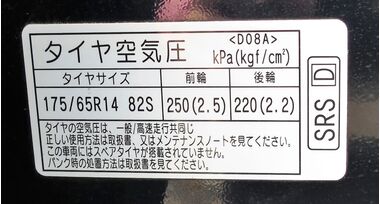 タイヤ空気圧 <D08A> kPa(kgf/cm²)
タイヤサイズ 前輪 後輪
175/65R14 82S 250(2.5) 220(2.2)
タイヤの空気圧は、一般/高速走行共同じ
正しい使用方法は取扱書、又はメンテナンスノートを見てください。
この車両にはスペアタイヤが搭載されていません。
パンク時の処置方法は取扱書を見てください。
SRS D